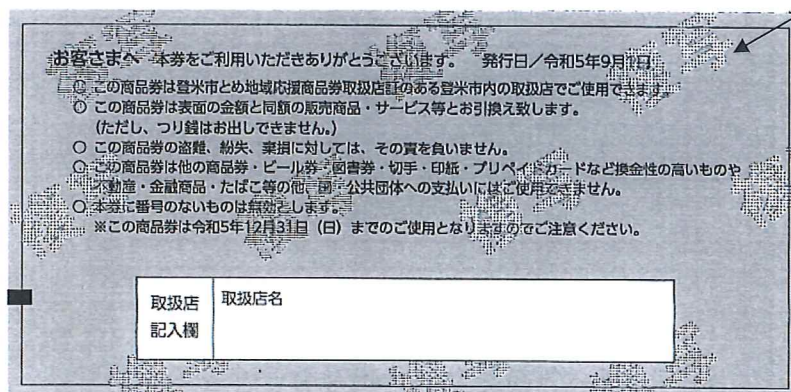 お客さまへ 本券をご利用いただきありがとうございます。 発行日／令和5年9月1日
○ この商品券は登米市とめ地域応援商品券取扱店証のある登米市内の取扱店でご使用できます。
○ この商品券は表面の金額と同額の販売商品・サービス等とお引換え致します。
(ただし、つり銭はお出しできません。)
○ この商品券の盗難、紛失、棄損に対しては、その責を負いません。
○ この商品券は他の商品券・ビール券・図書券・切手・印紙・プリペイドカードなど換金性の高いものや
不動産・金融商品・たばこ等の他、国・公共団体への支払いにはご使用できません。
○ 本券に番号のないものは無効とします。
※この商品券は令和5年12月31日（日）までのご使用となりますのでご注意ください。
取扱店
記入欄
取扱店名